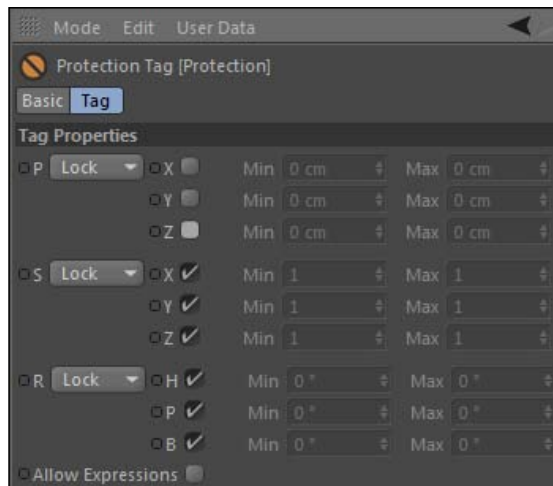 Mode Edit User Data
Protection Tag [Protection]
Basic Tag
Tag Properties
P Lock X Min 0 cm Max 0 cm
Y Min 0 cm Max 0 cm
Z Min 0 cm Max 0 cm
S Lock X Min 1 Max 1
Y Min 1 Max 1
Z Min 1 Max 1
R Lock H Min 0 ° Max 0 °
P Min 0 ° Max 0 °
B Min 0 ° Max 0 °
Allow Expressions